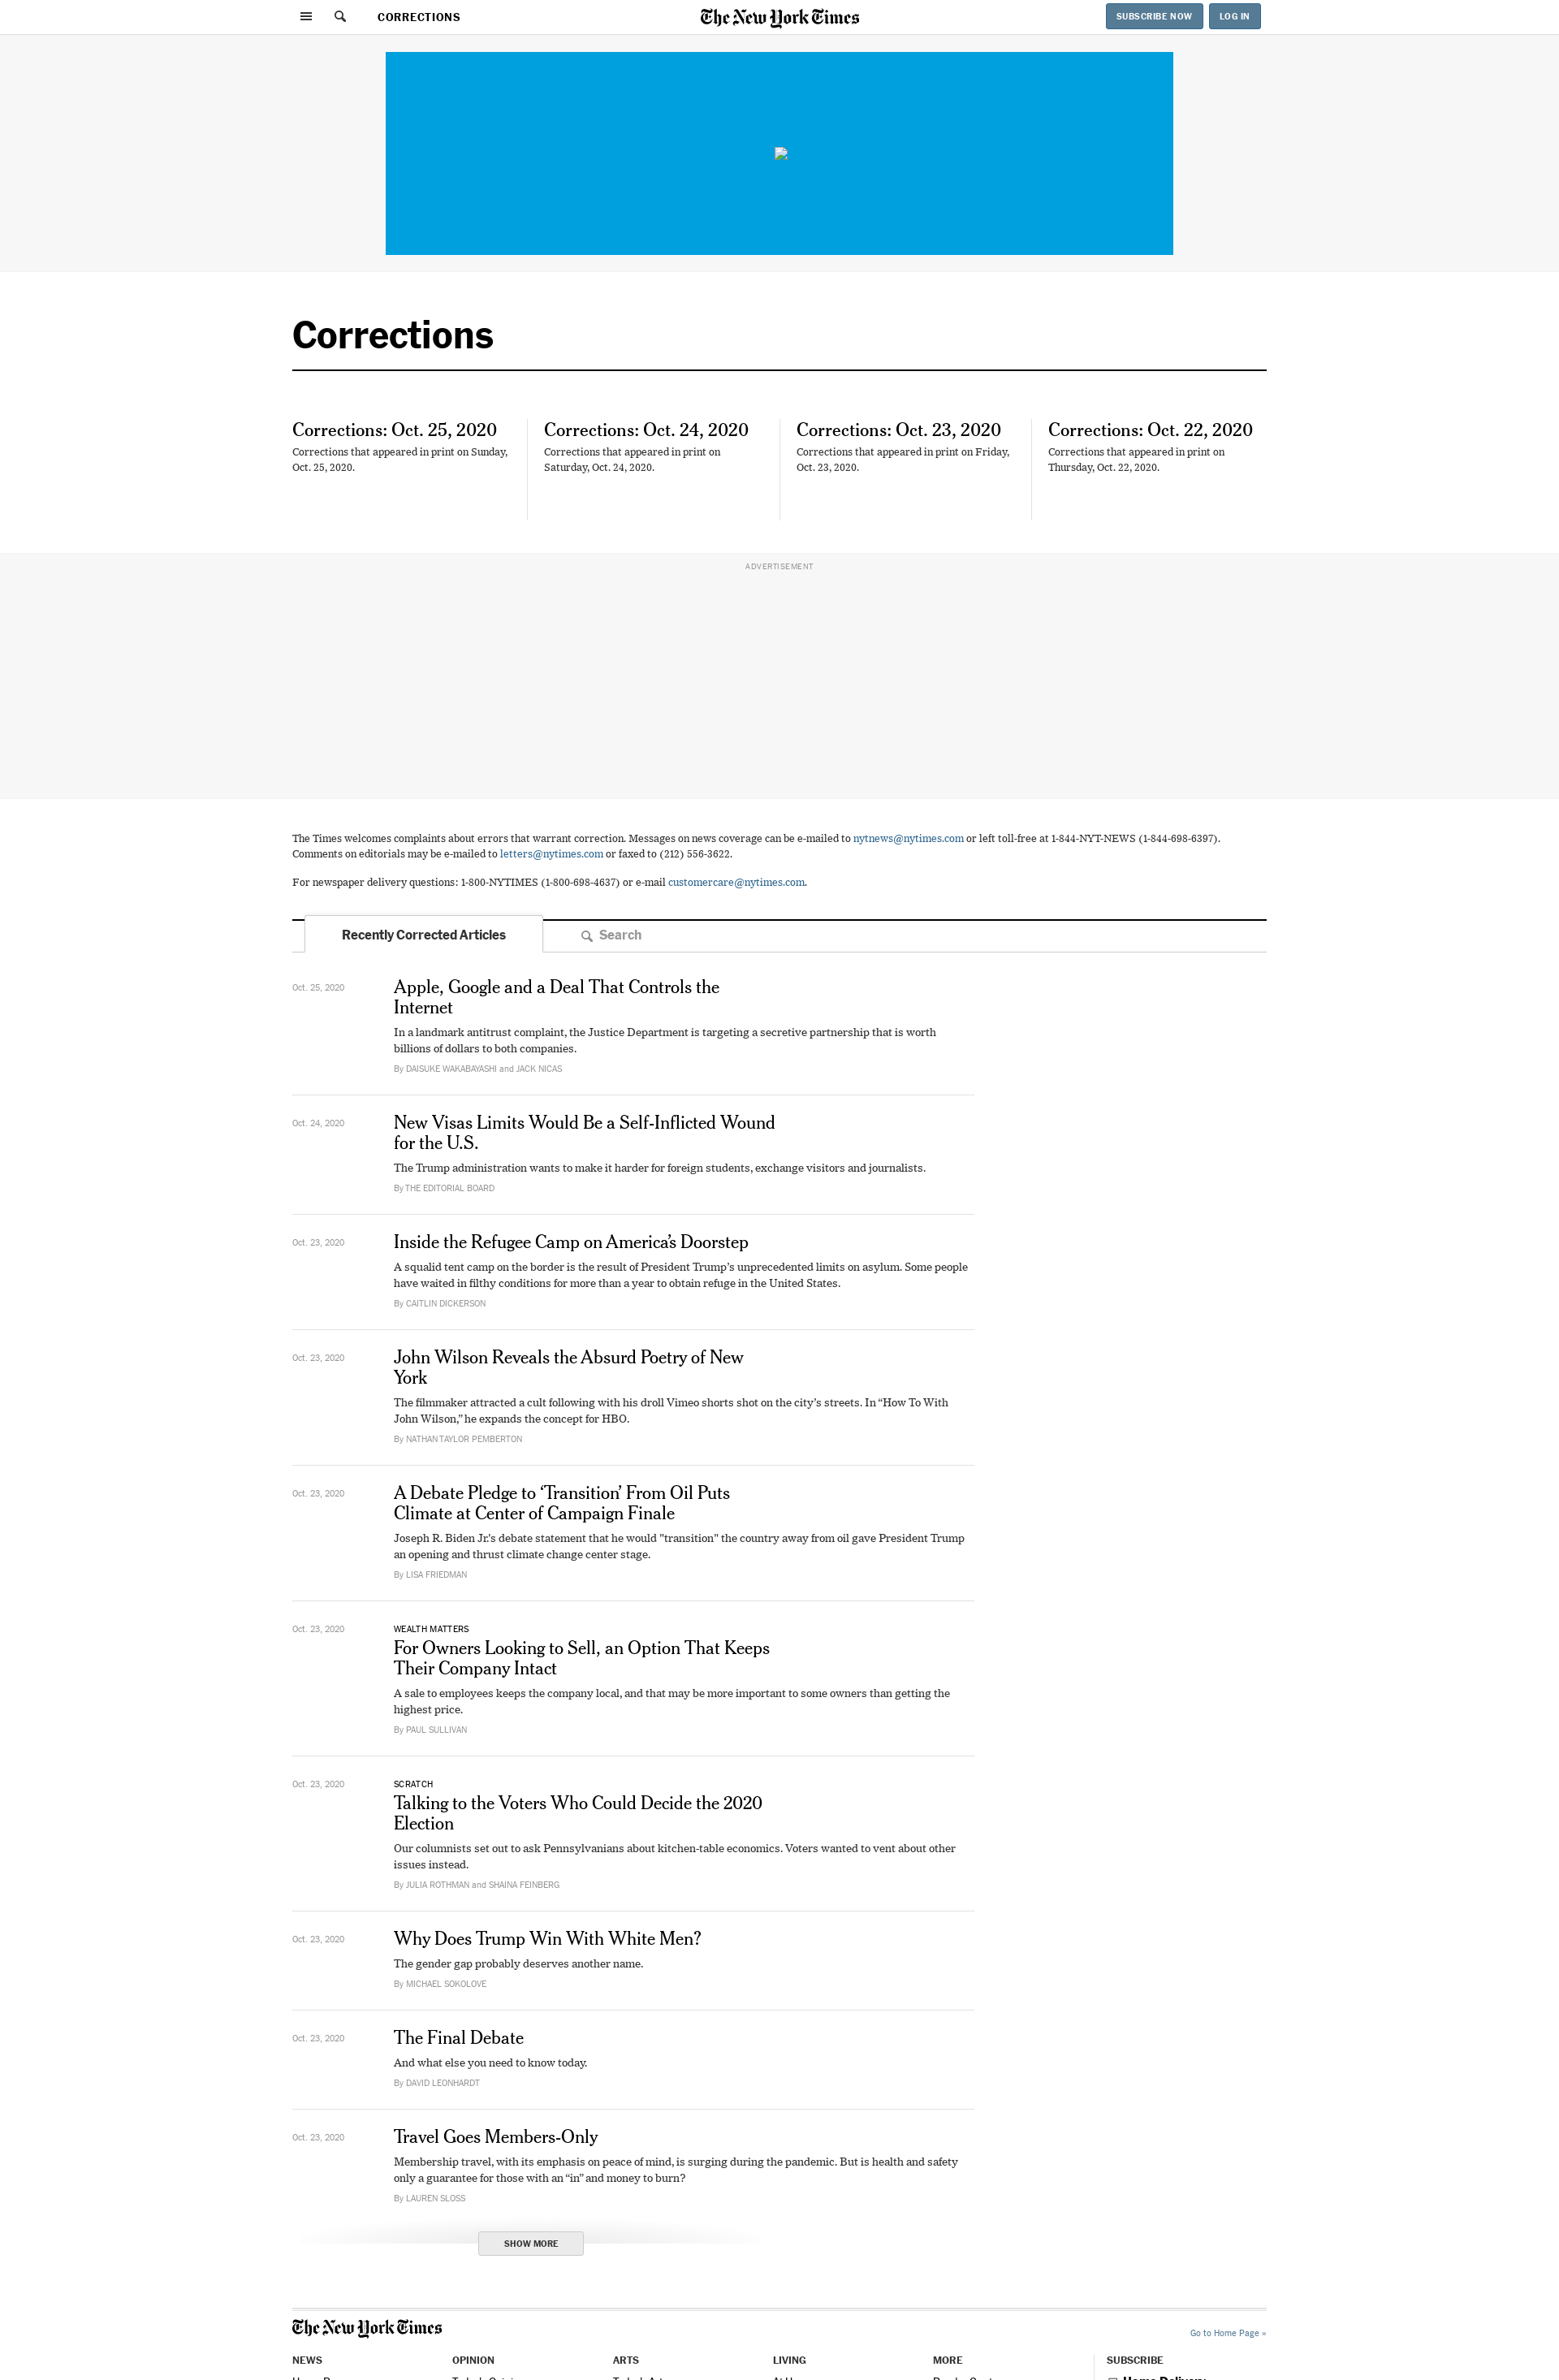 CORRECTIONS
The New York Times
SUBSCRIBE NOW
LOG IN
Corrections
Corrections: Oct. 25, 2020
Corrections that appeared in print on Sunday,
Oct. 25, 2020.
Corrections: Oct. 24, 2020
Corrections that appeared in print on
Saturday, Oct. 24, 2020.
Corrections: Oct. 23, 2020
Corrections that appeared in print on Friday,
Oct. 23, 2020.
Corrections: Oct. 22, 2020
Corrections that appeared in print on
Thursday, Oct. 22, 2020.
ADVERTISEMENT
The Times welcomes complaints about errors that warrant correction. Messages on news coverage can be e-mailed to nytnews@nytimes.com or left toll-free at 1-844-NYT-NEWS (1-844-698-6397).
Comments on editorials may be e-mailed to letters@nytimes.com or faxed to (212) 556-3622.
For newspaper delivery questions: 1-800-NYTIMES (1-800-698-4637) or e-mail customercare@nytimes.com.
Recently Corrected Articles
Search
Oct. 25, 2020
Apple, Google and a Deal That Controls the
Internet
In a landmark antitrust complaint, the Justice Department is targeting a secretive partnership that is worth
billions of dollars to both companies.
By DAISUKE WAKABAYASHI and JACK NICAS
Oct. 24, 2020
New Visas Limits Would Be a Self-Inflicted Wound
for the U.S.
The Trump administration wants to make it harder for foreign students, exchange visitors and journalists.
By THE EDITORIAL BOARD
Oct. 23, 2020
Inside the Refugee Camp on America’s Doorstep
A squalid tent camp on the border is the result of President Trump’s unprecedented limits on asylum. Some people
have waited in filthy conditions for more than a year to obtain refuge in the United States.
By CAITLIN DICKERSON
Oct. 23, 2020
John Wilson Reveals the Absurd Poetry of New
York
The filmmaker attracted a cult following with his droll Vimeo shorts shot on the city’s streets. In “How To With
John Wilson,” he expands the concept for HBO.
By NATHAN TAYLOR PEMBERTON
Oct. 23, 2020
A Debate Pledge to ‘Transition’ From Oil Puts
Climate at Center of Campaign Finale
Joseph R. Biden Jr.'s debate statement that he would "transition" the country away from oil gave President Trump
an opening and thrust climate change center stage.
By LISA FRIEDMAN
Oct. 23, 2020
WEALTH MATTERS
For Owners Looking to Sell, an Option That Keeps
Their Company Intact
A sale to employees keeps the company local, and that may be more important to some owners than getting the
highest price.
By PAUL SULLIVAN
Oct. 23, 2020
SCRATCH
Talking to the Voters Who Could Decide the 2020
Election
Our columnists set out to ask Pennsylvanians about kitchen-table economics. Voters wanted to vent about other
issues instead.
By JULIA ROTHMAN and SHAINA FEINBERG
Oct. 23, 2020
Why Does Trump Win With White Men?
The gender gap probably deserves another name.
By MICHAEL SOKOLOVE
Oct. 23, 2020
The Final Debate
And what else you need to know today.
By DAVID LEONHARDT
Oct. 23, 2020
Travel Goes Members-Only
Membership travel, with its emphasis on peace of mind, is surging during the pandemic. But is health and safety
only a guarantee for those with an “in” and money to burn?
By LAUREN SLOSS
SHOW MORE
The New York Times
Go to Home Page »
NEWS
OPINION
ARTS
LIVING
MORE
SUBSCRIBE